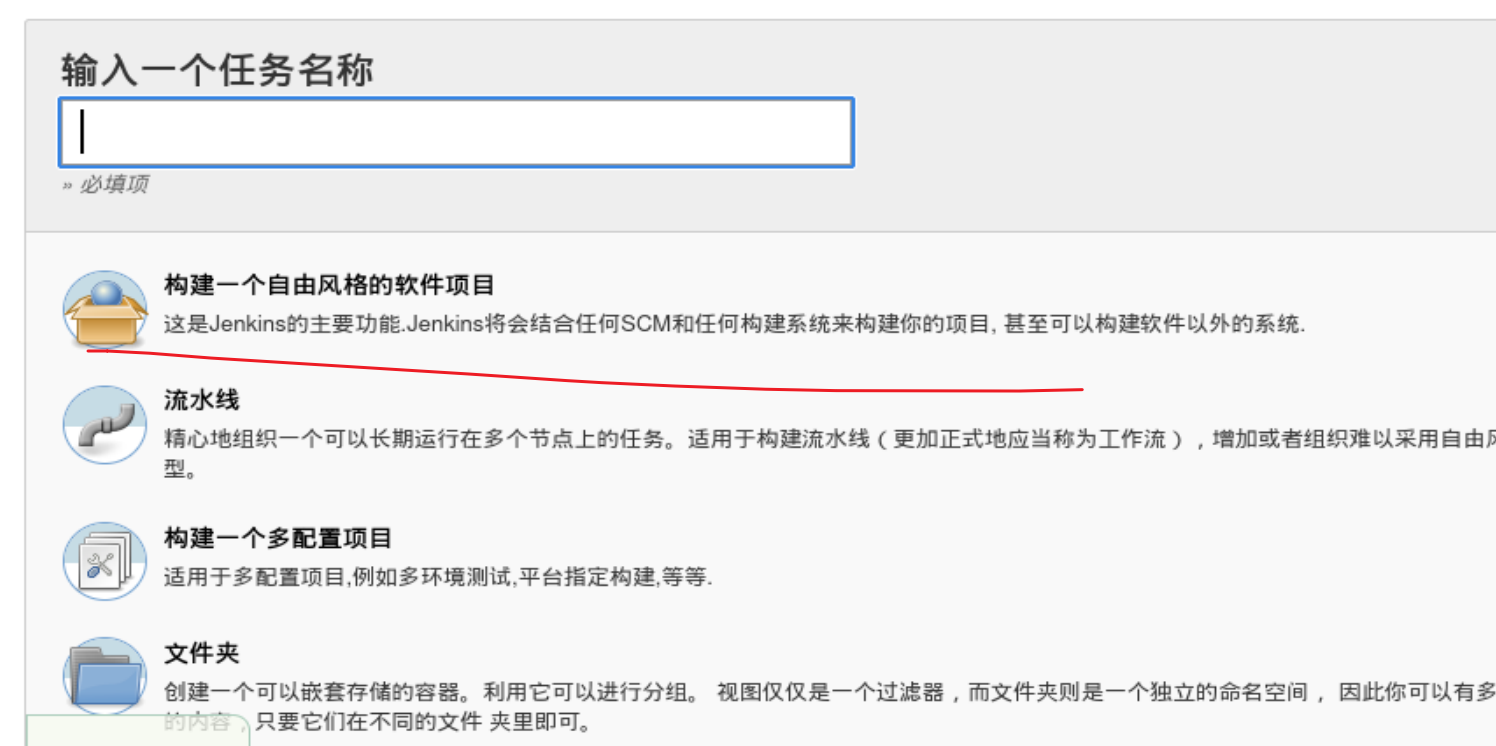 输入一个任务名称
» 必填项
构建一个自由风格的软件项目
这是Jenkins的主要功能.Jenkins将会结合任何SCM和任何构建系统来构建你的项目, 甚至可以构建软件以外的系统.
流水线
精心地组织一个可以长期运行在多个节点上的任务。适用于构建流水线（更加正式地应当称为工作流），增加或者组织难以采用自由
型。
构建一个多配置项目
适用于多配置项目,例如多环境测试,平台指定构建,等等.
文件夹
创建一个可以嵌套存储的容器。利用它可以进行分组。 视图仅仅是一个过滤器，而文件夹则是一个独立的命名空间， 因此你可以有多
的内容，只要它们在不同的文件 夹里即可。